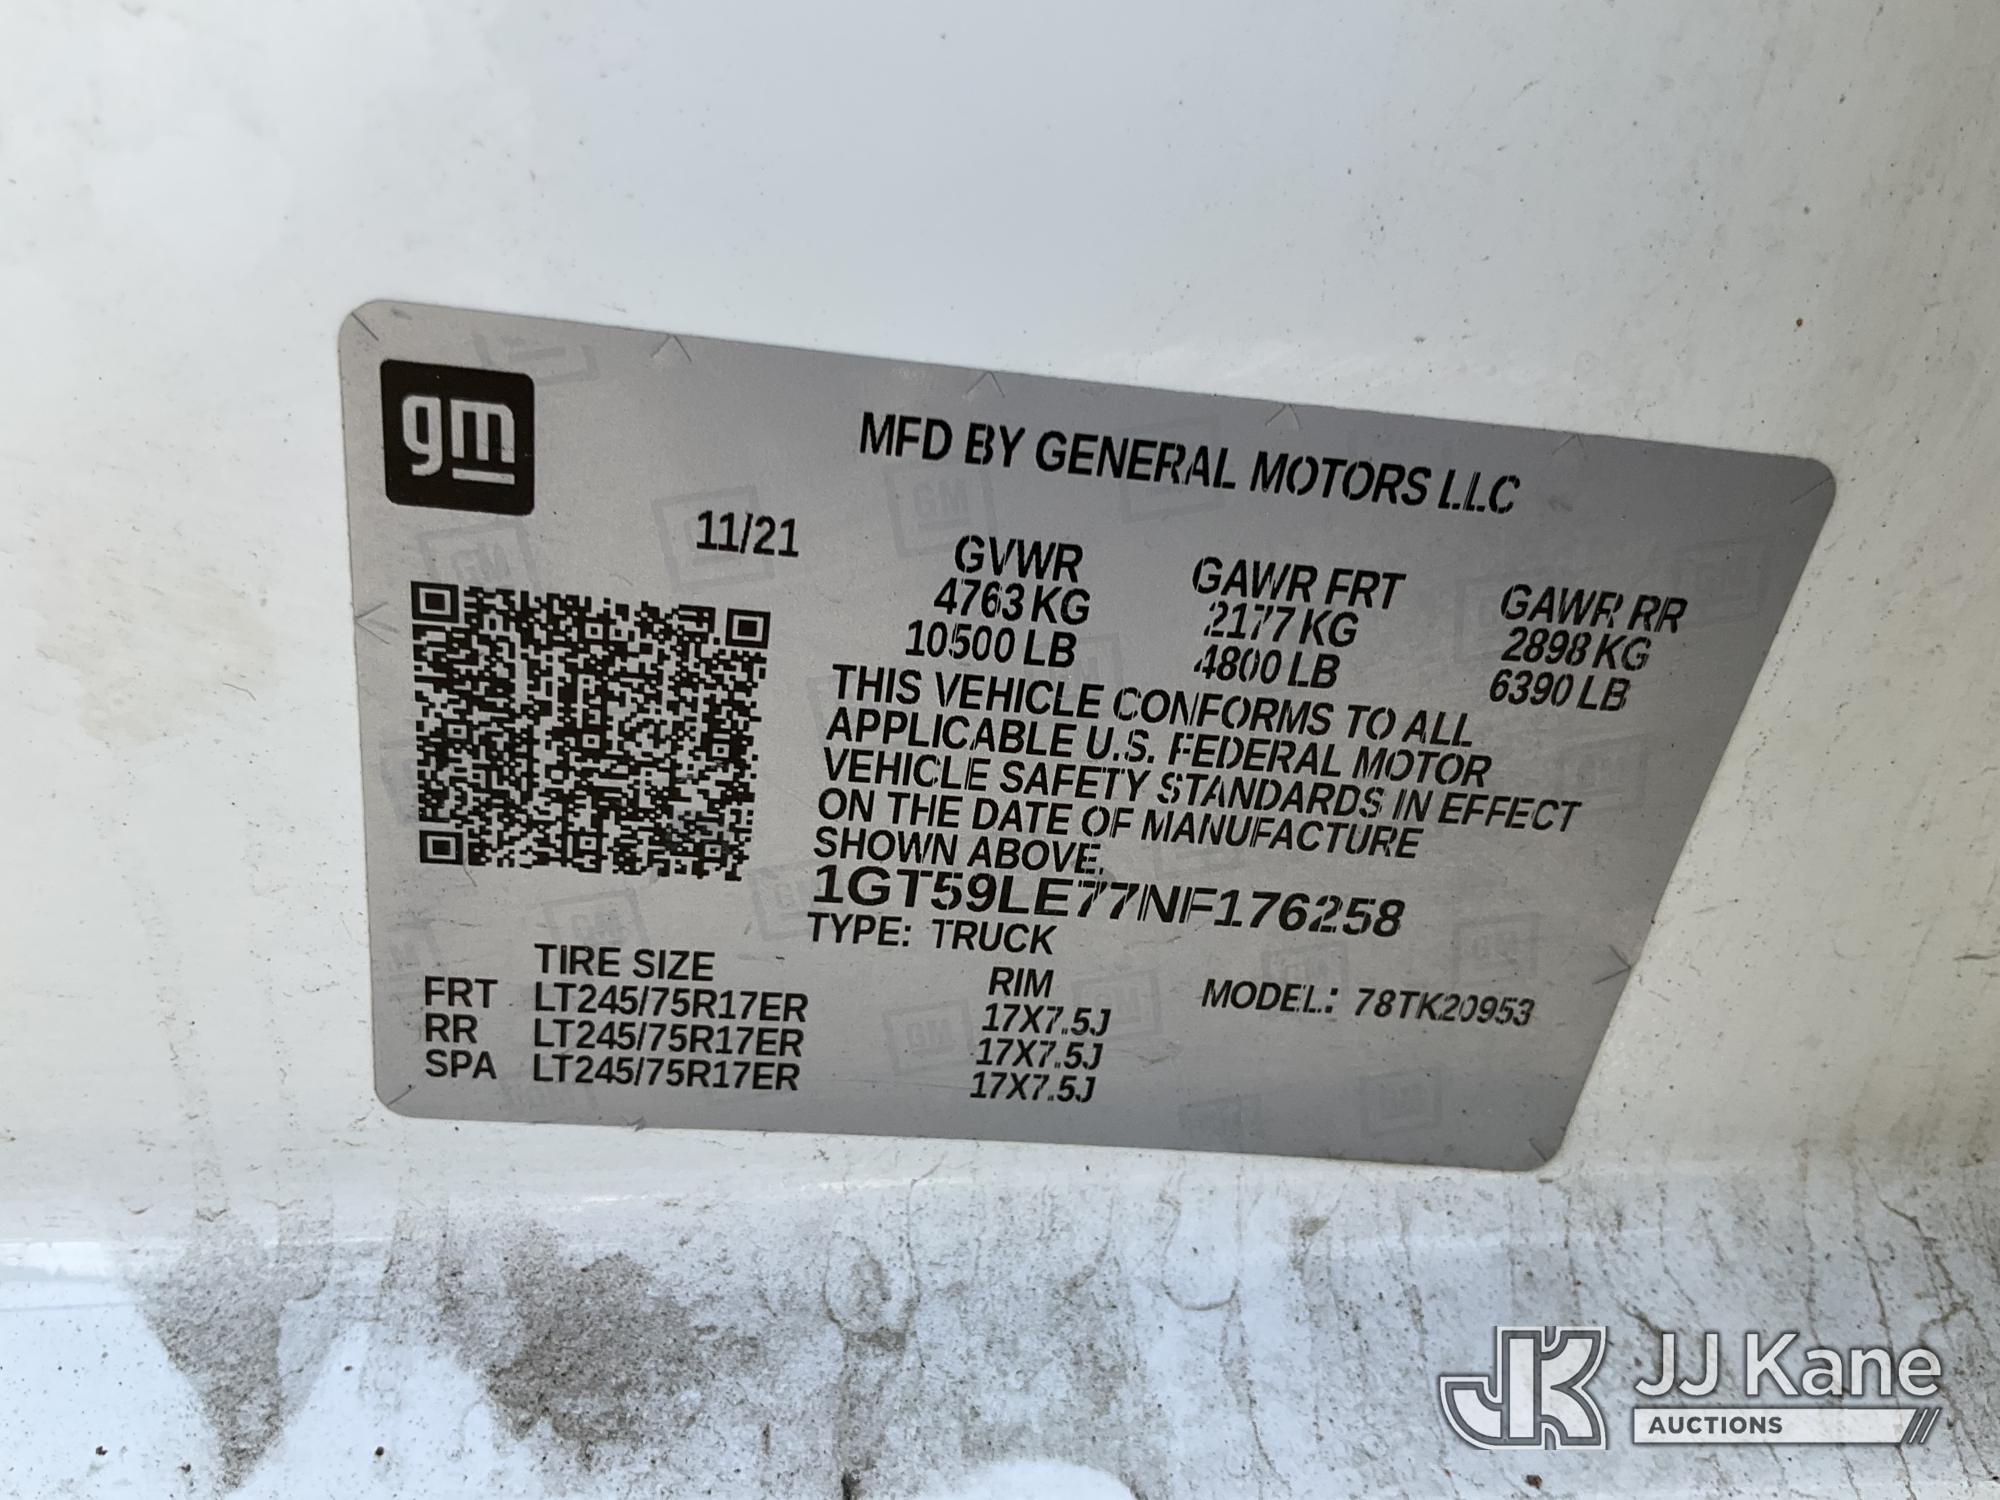 gm
MFD BY GENERAL MOTORS LLC
11/21
GVWR GAWR FRT GAWR RR
4763 KG 2177 KG 2898 KG
10500 LB 4800 LB 6390 LB
THIS VEHICLE CONFORMS TO ALL
APPLICABLE U.S. FEDERAL MOTOR
VEHICLE SAFETY STANDARDS IN EFFECT
ON THE DATE OF MANUFACTURE
SHOWN ABOVE.
1GT59LE77NF176258
TYPE: TRUCK
TIRE SIZE RIM MODEL: 78TK20953
FRT LT245/75R17ER 17X7.5J
RR LT245/75R17ER 17X7.5J
SPA LT245/75R17ER 17X7.5J
JK JJ Kane
AUCTIONS